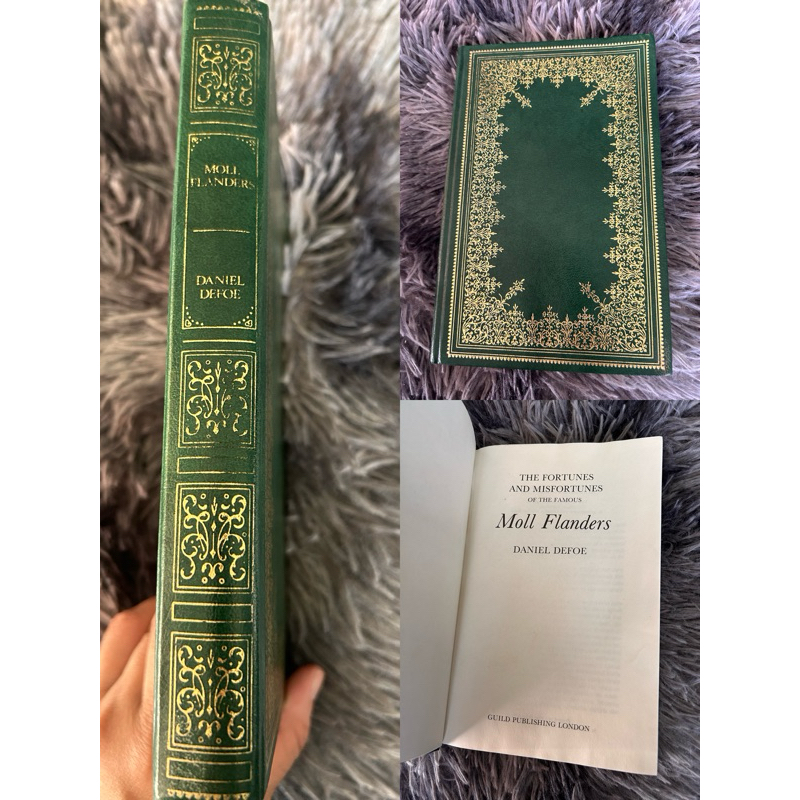 MOLL
FLANDERS
DANIEL
DEFOE
THE FORTUNES
AND MISFORTUNES
OF THE FAMOUS
Moll Flanders
DANIEL DEFOE
GUILD PUBLISHING LONDON